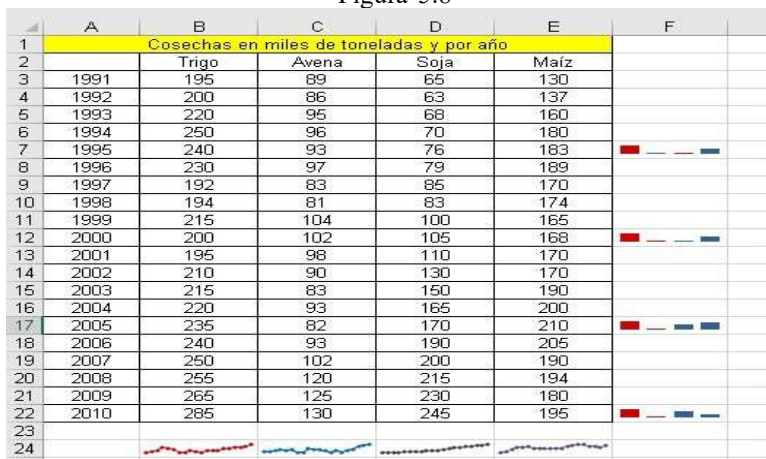 Figura 5.6
A B C D E F
1 Cosechas en miles de toneladas y por año
2 Trigo Avena Soja Maíz
3 1991 195 89 65 130
4 1992 200 86 63 137
5 1993 220 95 68 160
6 1994 250 96 70 180
7 1995 240 93 76 183
8 1996 230 97 79 189
9 1997 192 83 85 170
10 1998 194 81 83 174
11 1999 215 104 100 165
12 2000 200 102 105 168
13 2001 195 98 110 170
14 2002 210 90 130 170
15 2003 215 83 150 190
16 2004 220 93 165 200
17 2005 235 82 170 210
18 2006 240 93 190 205
19 2007 250 102 200 190
20 2008 255 120 215 194
21 2009 265 125 230 180
22 2010 285 130 245 195
23
24